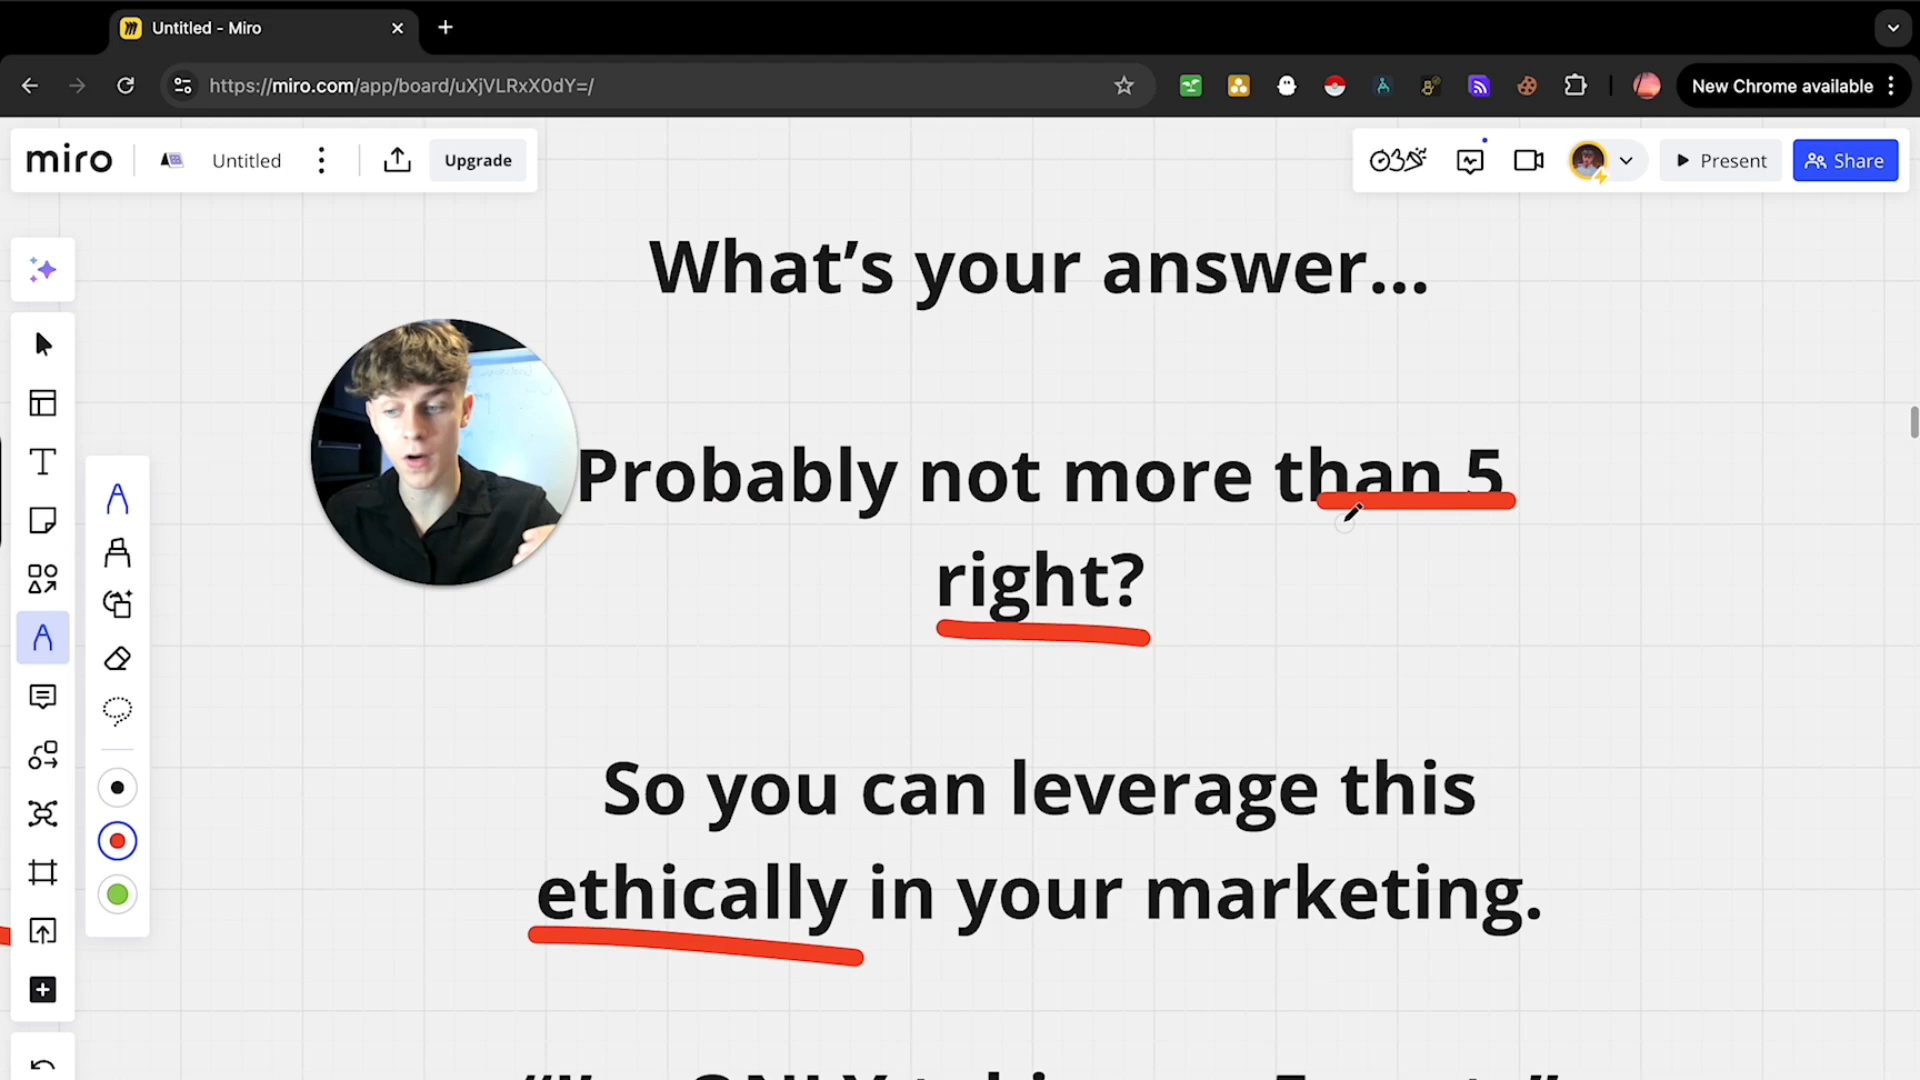 Untitled - Miro
https://miro.com/app/board/uXjVLRxX0dY=/
New Chrome available
miro
Untitled
Upgrade
Present
Share
What's your answer...
Probably not more than 5
right?
So you can leverage this
ethically in your marketing.